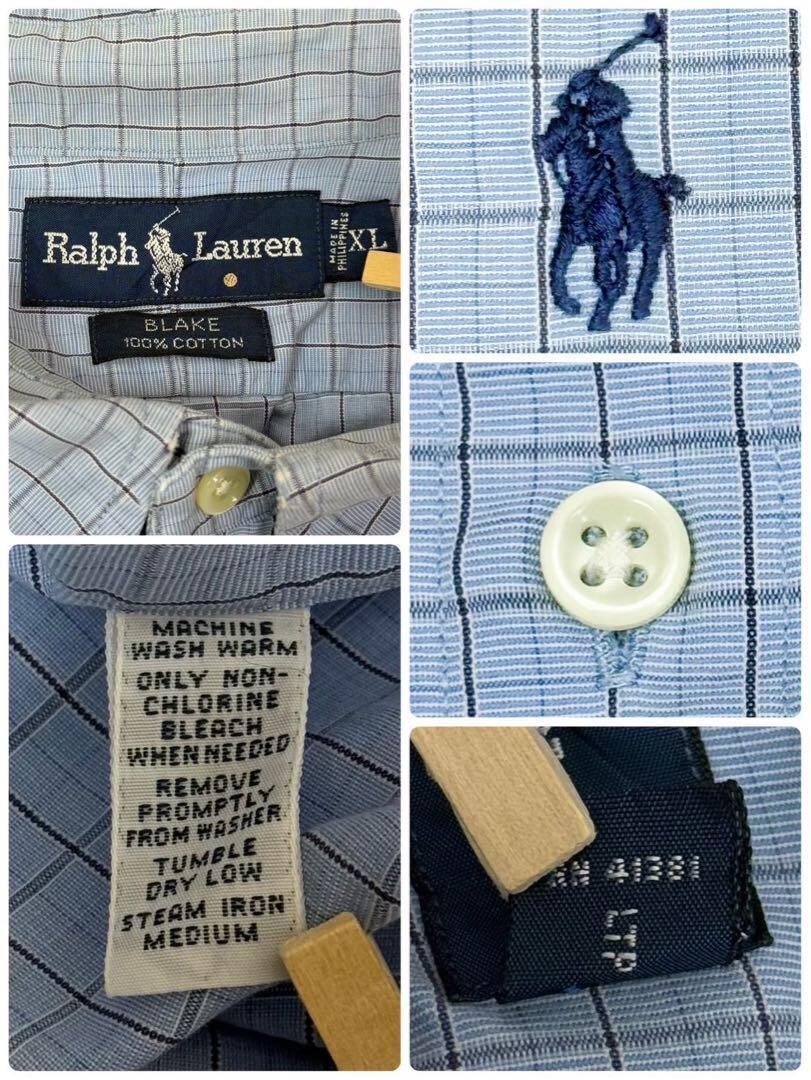 Ralph Lauren
MADE IN
PHILIPPINES
XL
BLAKE
100% COTTON
MACHINE
WASH WARM
ONLY NON-
CHLORINE
BLEACH
WHEN NEEDED
REMOVE
PROMPTLY
FROM WASHER
TUMBLE
DRY LOW
STEAM IRON
MEDIUM
41381